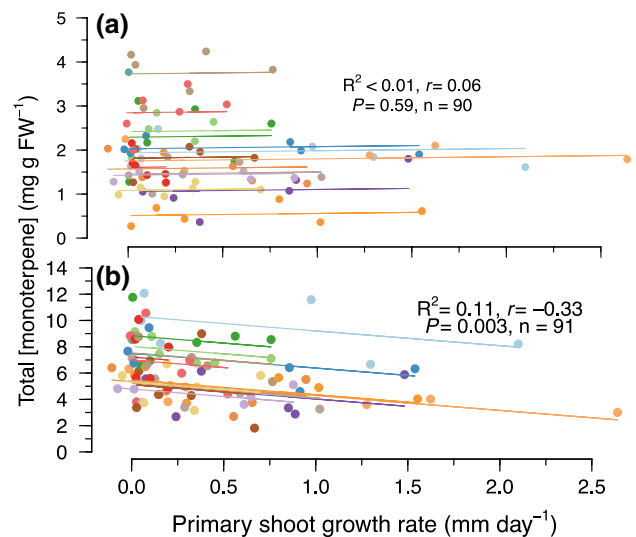 (a)
5
4
3
2
1
0
R² < 0.01, r= 0.06
P= 0.59, n = 90
Total [monoterpene] (mg g FW⁻¹)
(b)
14
12
10
8
6
4
2
0
R²= 0.11, r= −0.33
P= 0.003, n = 91
0.0 0.5 1.0 1.5 2.0 2.5
Primary shoot growth rate (mm day⁻¹)